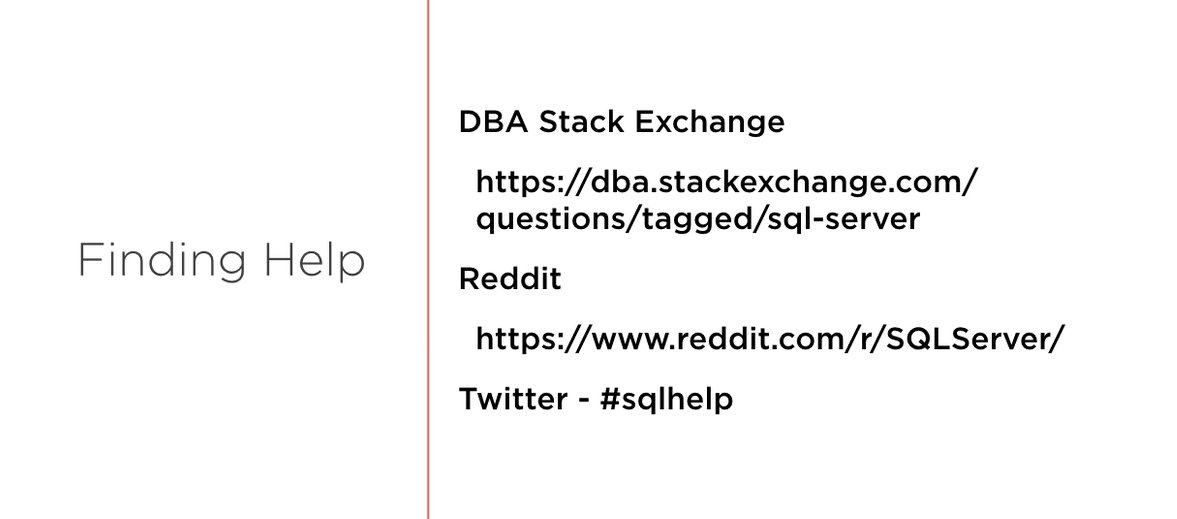 Finding Help
DBA Stack Exchange
https://dba.stackexchange.com/
questions/tagged/sql-server
Reddit
https://www.reddit.com/r/SQLServer/
Twitter - #sqlhelp